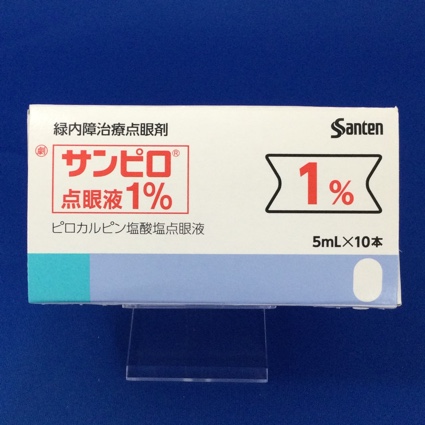 緑内障治療点眼剤
Santen
劇
サンピロ®
点眼液1%
ピロカルピン塩酸塩点眼液
1%
5mL×10本